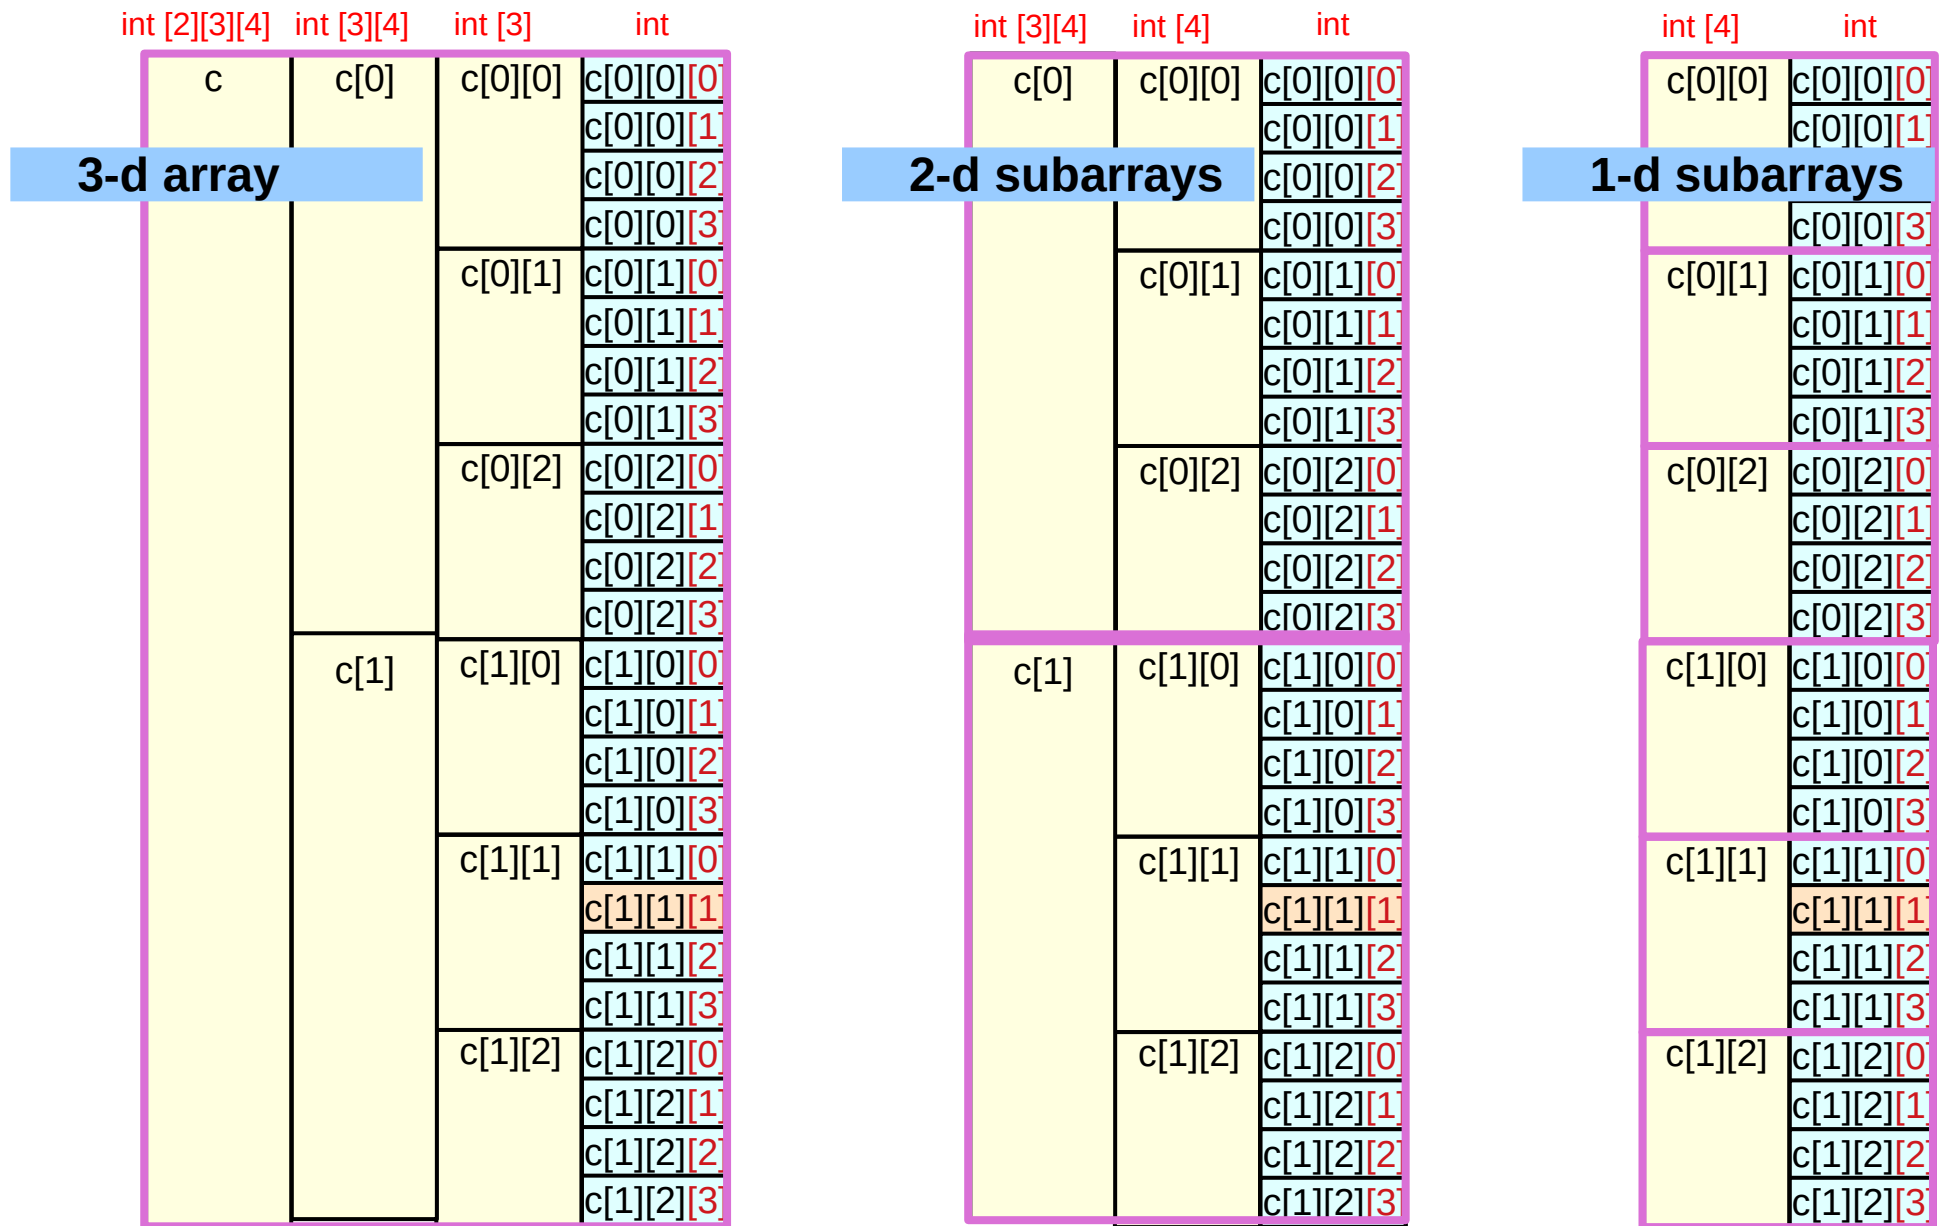 int [2][3][4] int [3][4] int [3] int
c c[0] c[0][0] c[0][0][0]
c[0][0][1]
3-d array
c[0][0][2]
c[0][0][3]
c[0][1] c[0][1][0]
c[0][1][1]
c[0][1][2]
c[0][1][3]
c[0][2] c[0][2][0]
c[0][2][1]
c[0][2][2]
c[0][2][3]
c[1] c[1][0] c[1][0][0]
c[1][0][1]
c[1][0][2]
c[1][0][3]
c[1][1] c[1][1][0]
c[1][1][1]
c[1][1][2]
c[1][1][3]
c[1][2] c[1][2][0]
c[1][2][1]
c[1][2][2]
c[1][2][3]
int [3][4] int [4] int
c[0] c[0][0] c[0][0][0]
c[0][0][1]
2-d subarrays
c[0][0][2]
c[0][0][3]
c[0][1] c[0][1][0]
c[0][1][1]
c[0][1][2]
c[0][1][3]
c[0][2] c[0][2][0]
c[0][2][1]
c[0][2][2]
c[0][2][3]
c[1] c[1][0] c[1][0][0]
c[1][0][1]
c[1][0][2]
c[1][0][3]
c[1][1] c[1][1][0]
c[1][1][1]
c[1][1][2]
c[1][1][3]
c[1][2] c[1][2][0]
c[1][2][1]
c[1][2][2]
c[1][2][3]
int [4] int
c[0][0] c[0][0][0]
c[0][0][1]
1-d subarrays
c[0][0][3]
c[0][1] c[0][1][0]
c[0][1][1]
c[0][1][2]
c[0][1][3]
c[0][2] c[0][2][0]
c[0][2][1]
c[0][2][2]
c[0][2][3]
c[1][0] c[1][0][0]
c[1][0][1]
c[1][0][2]
c[1][0][3]
c[1][1] c[1][1][0]
c[1][1][1]
c[1][1][2]
c[1][1][3]
c[1][2] c[1][2][0]
c[1][2][1]
c[1][2][2]
c[1][2][3]